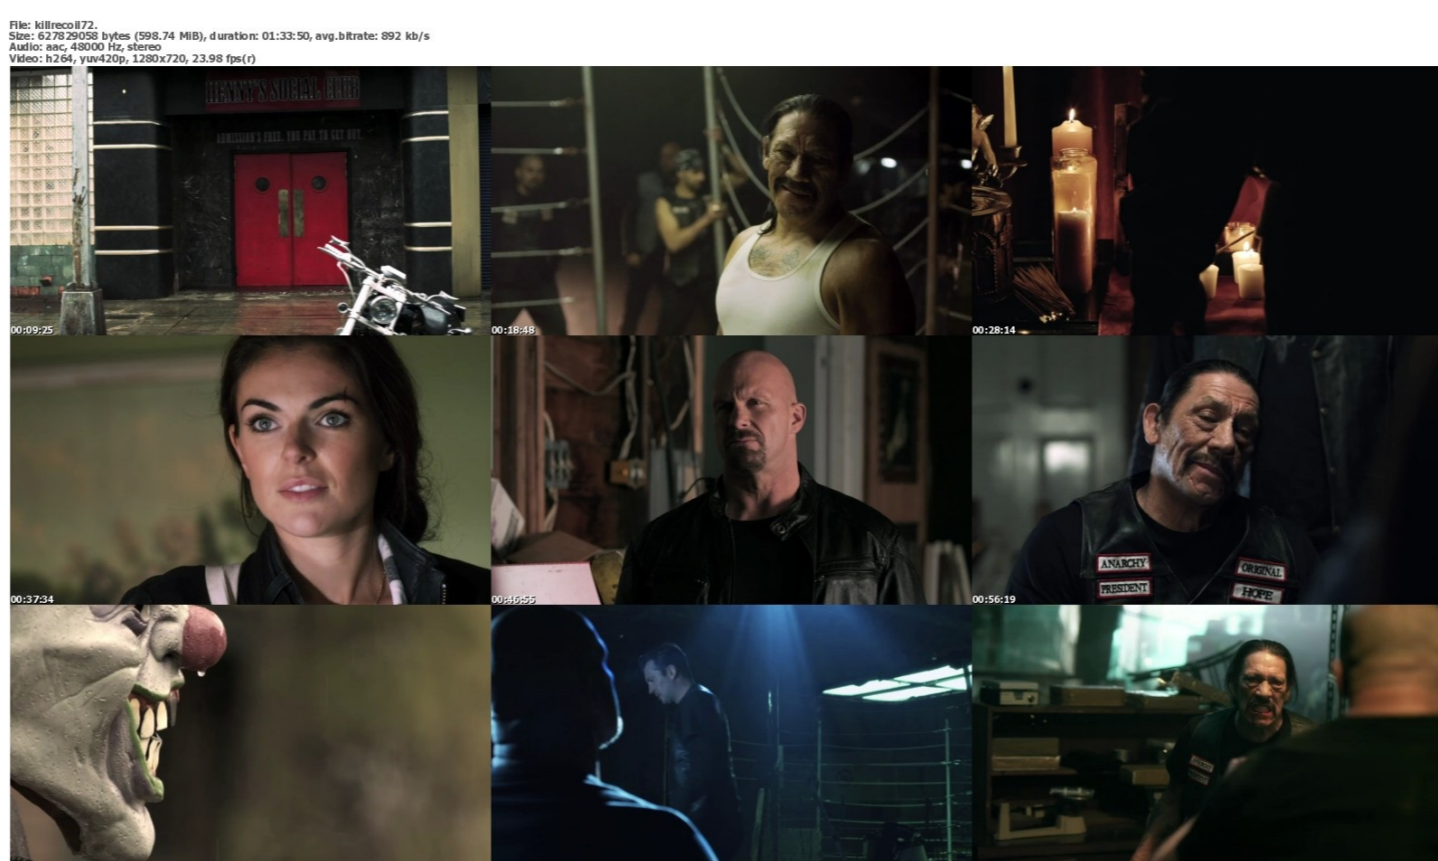 File: killrecoil72.
Size: 627829058 bytes (598.74 MiB), duration: 01:33:50, avg.bitrate: 892 kb/s
Audio: aac, 48000 Hz, stereo
Video: h264, yuv420p, 1280x720, 23.98 fps(r)
HENNY'S SOCIAL CLUB
ADMISSION'S FREE. YOU PAY TO GET OUT.
00:09:25
00:18:48
00:28:14
ANARCHY
ORIGINAL
PRESIDENT
HOPE
00:37:34
00:46:55
00:56:19